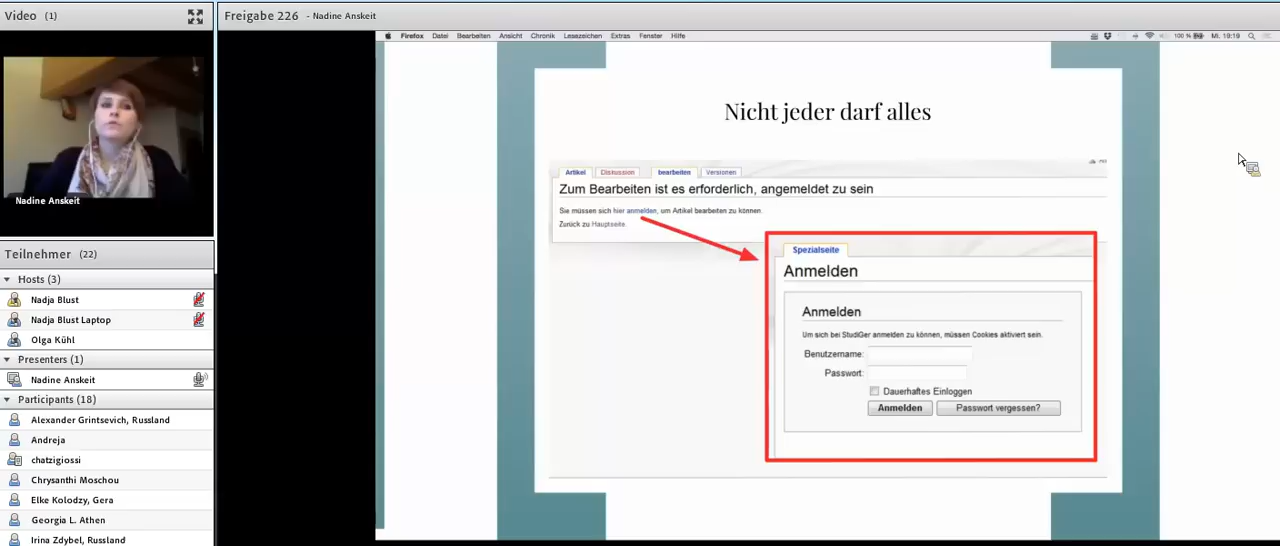 Video (1)
Nadine Anskeit
Teilnehmer (22)
Hosts (3)
Nadja Blust
Nadja Blust Laptop
Olga Kühl
Presenters (1)
Nadine Anskeit
Participants (18)
Alexander Grintsevich, Russland
Andreja
chatzigiossi
Chrysanthi Moschou
Elke Kolodzy, Gera
Georgia L. Athen
Irina Zdybel, Russland
Freigabe 226 - Nadine Anskeit
Firefox Datei Bearbeiten Ansicht Chronik Lesezeichen Extras Fenster Hilfe 100 % Mi. 19:19
Nicht jeder darf alles
Artikel Diskussion bearbeiten Versionen
Zum Bearbeiten ist es erforderlich, angemeldet zu sein
Sie müssen sich hier anmelden, um Artikel bearbeiten zu können.
Zurück zu Hauptseite.
Spezialseite
Anmelden
Anmelden
Um sich bei StudiGer anmelden zu können, müssen Cookies aktiviert sein.
Benutzername:
Passwort:
Dauerhaftes Einloggen
Anmelden Passwort vergessen?